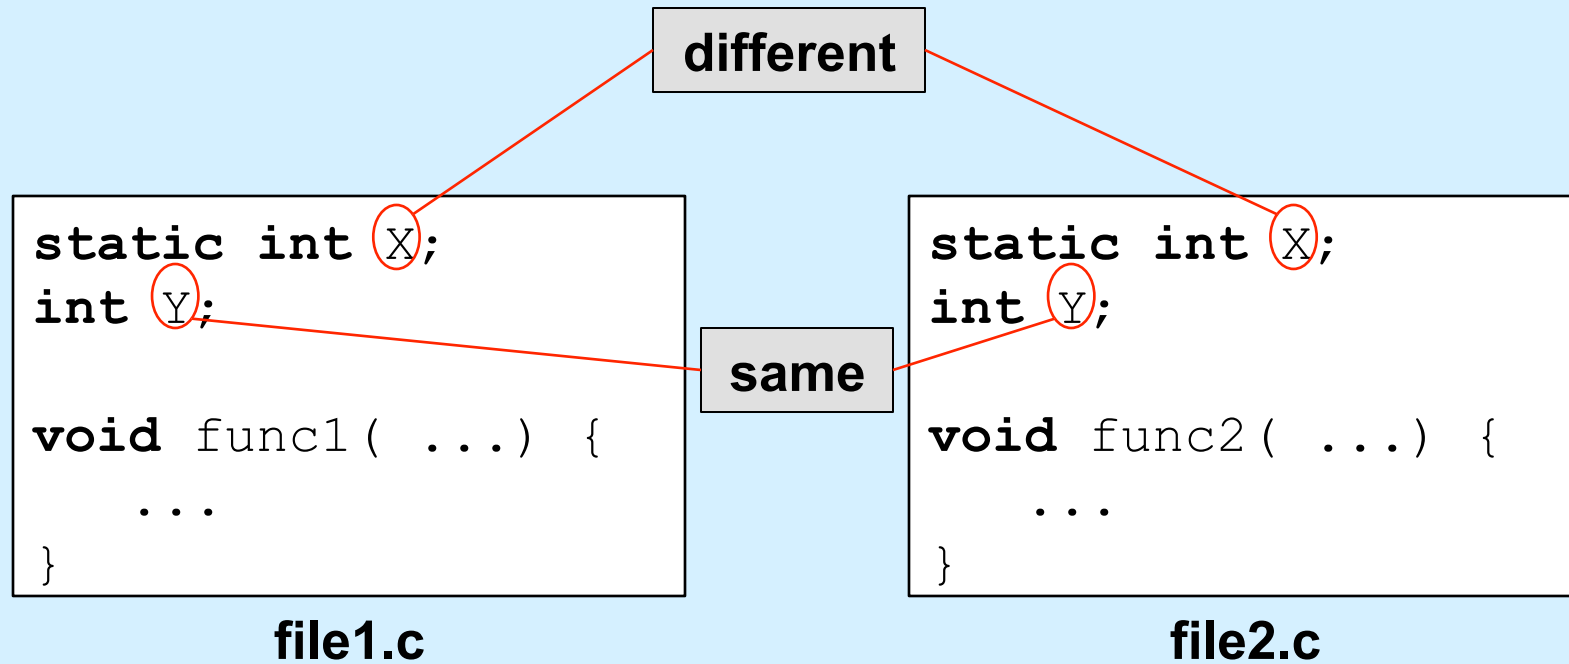 different
static int X;
int Y;
void func1( ...) {
...
}
file1.c
same
static int X;
int Y;
void func2( ...) {
...
}
file2.c